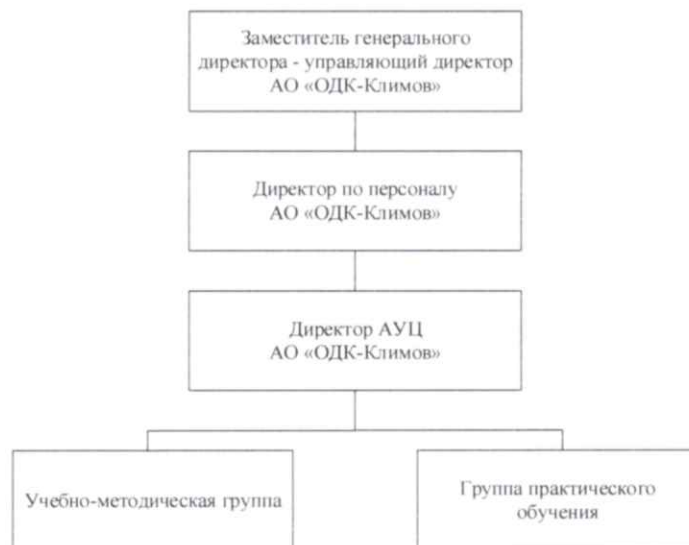 Заместитель генерального
директора - управляющий директор
АО «ОДК-Климов»
Директор по персоналу
АО «ОДК-Климов»
Директор АУЦ
АО «ОДК-Климов»
Учебно-методическая группа
Группа практического
обучения